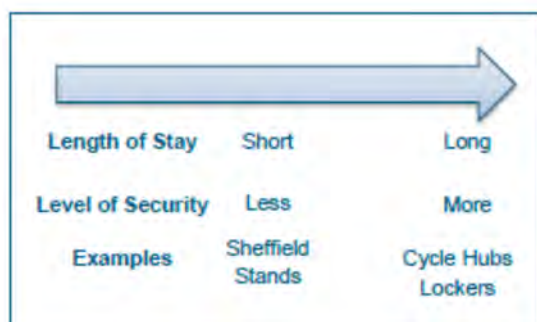 Length of Stay Short Long
Level of Security Less More
Examples Sheffield Stands Cycle Hubs Lockers